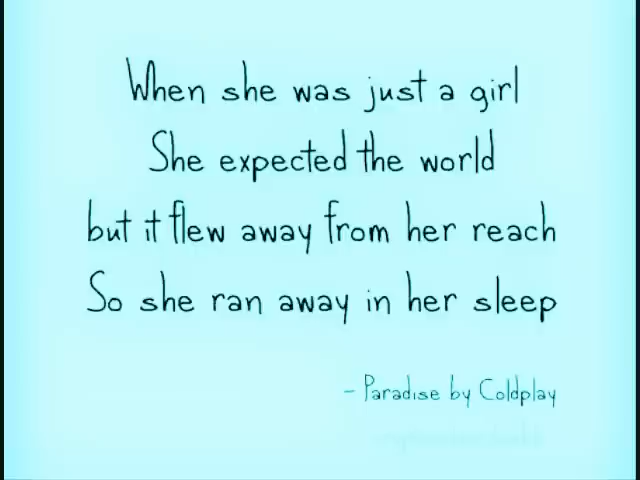 When she was just a girl
She expected the world
but it flew away from her reach
So she ran away in her sleep
- Paradise by Coldplay